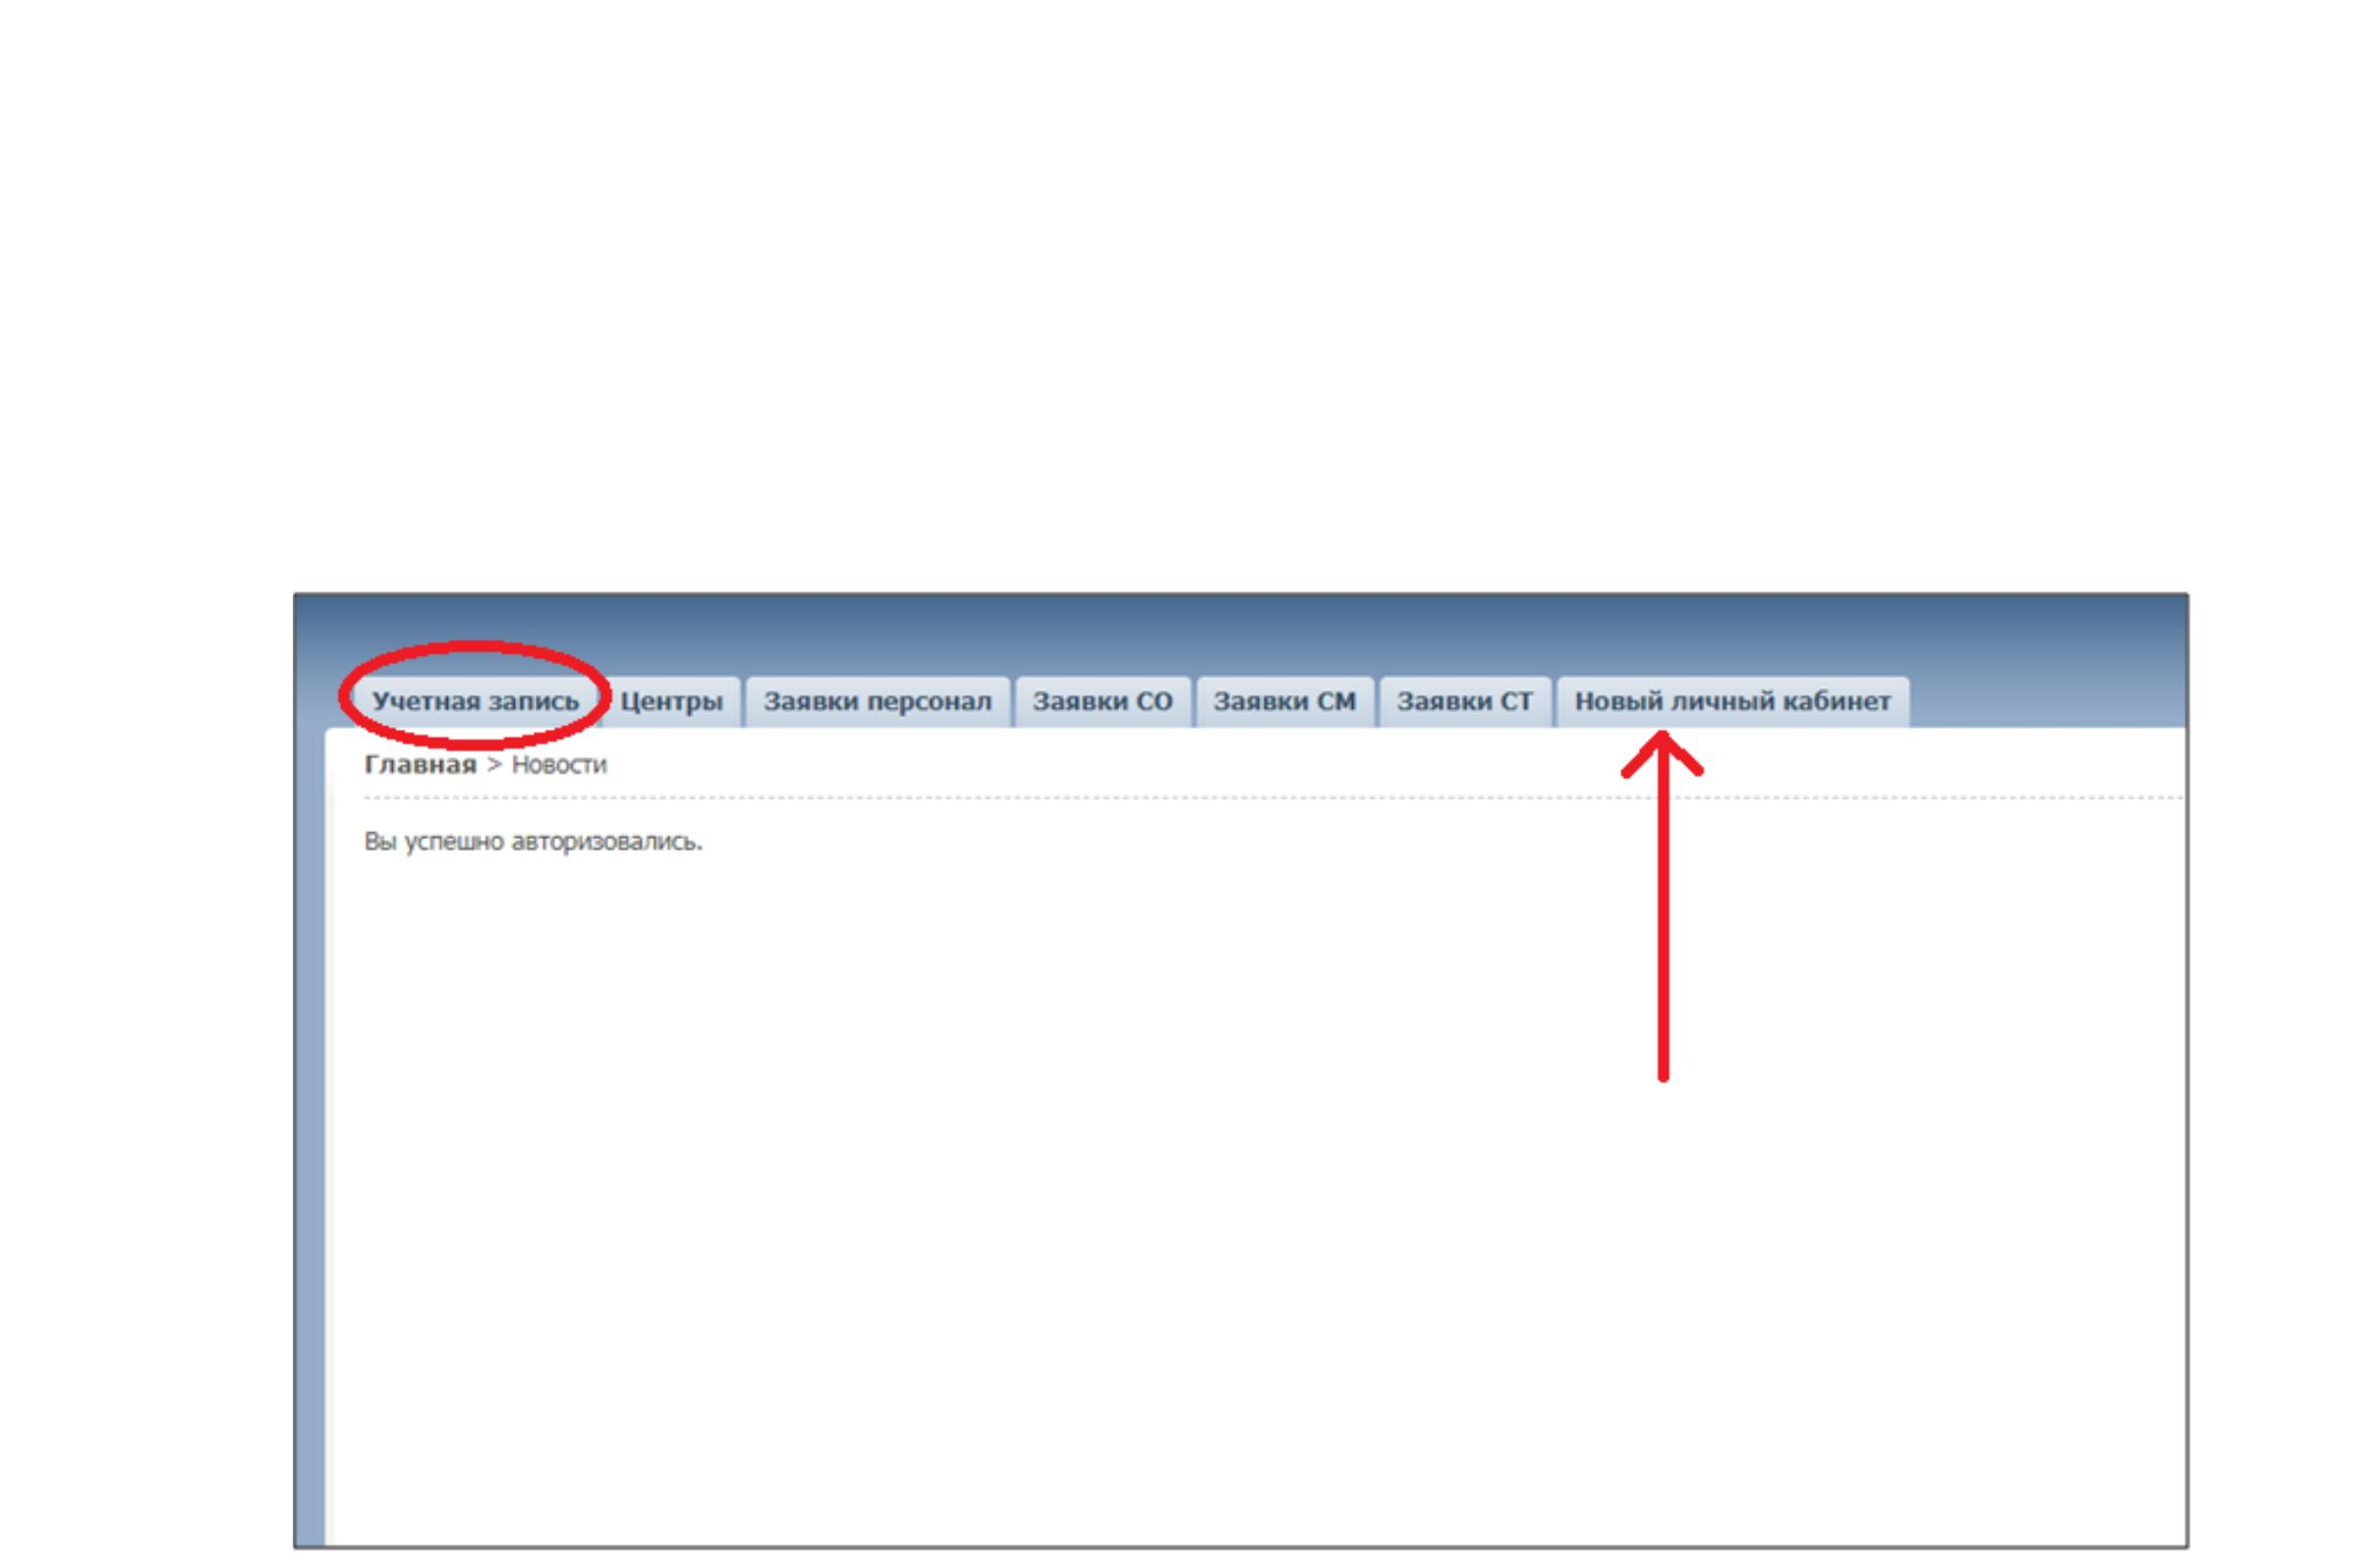 Учетная запись Центры Заявки персонал Заявки СО Заявки СМ Заявки СТ Новый личный кабинет
Главная > Новости
Вы успешно авторизовались.